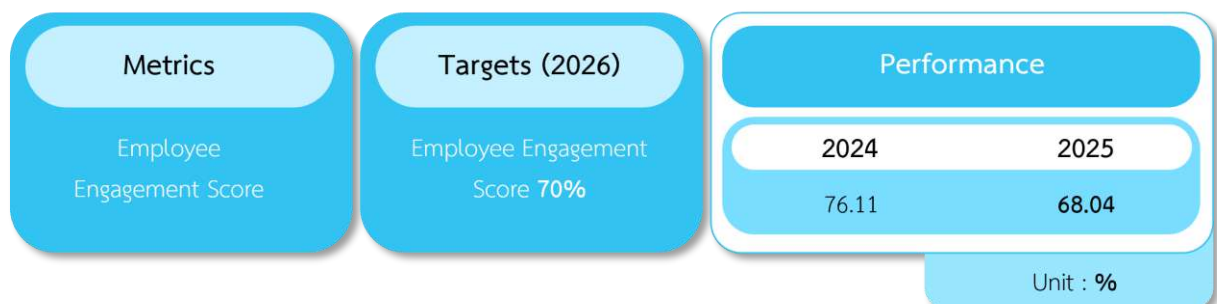 Metrics
Employee
Engagement Score
Targets (2026)
Employee Engagement
Score 70%
Performance
2024 2025
76.11 68.04
Unit : %